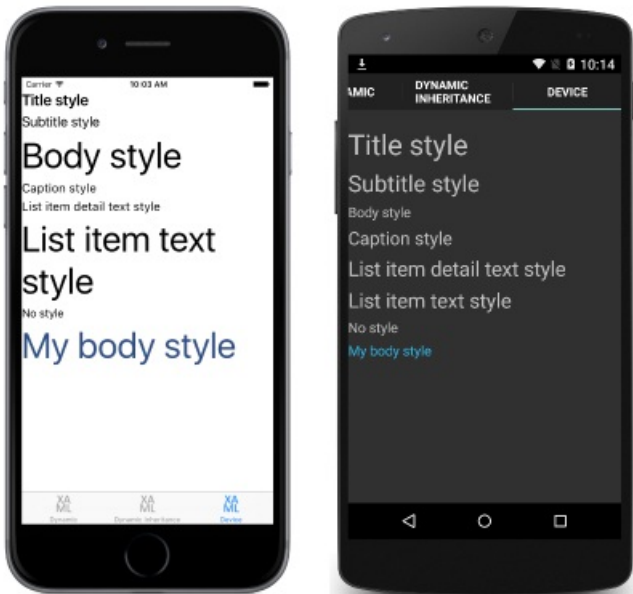 Carrier 10:03 AM
Title style
Subtitle style
Body style
Caption style
List item detail text style
List item text
style
No style
My body style
XA
ML
XA
ML
XA
ML
Dynamic
Dynamic Inheritance
Device
10:14
AMIC
DYNAMIC
INHERITANCE
DEVICE
Title style
Subtitle style
Body style
Caption style
List item detail text style
List item text style
No style
My body style